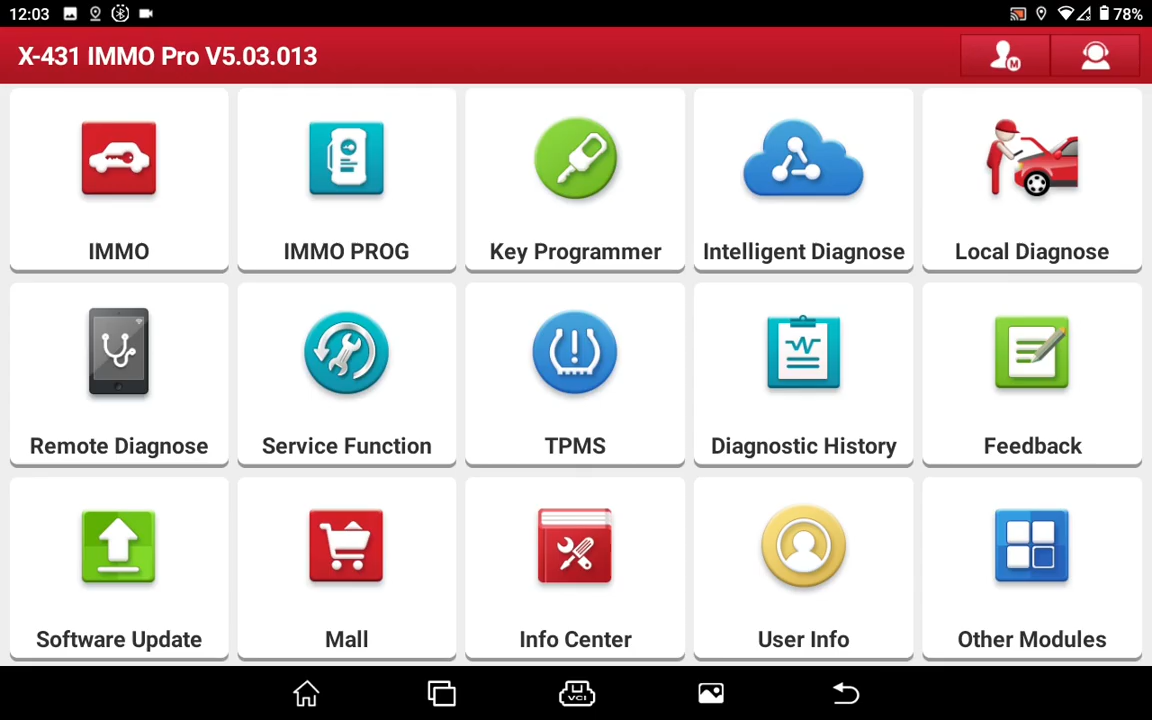 12:03
78%
X-431 IMMO Pro V5.03.013
M
IMMO
IMMO PROG
Key Programmer
Intelligent Diagnose
Local Diagnose
Remote Diagnose
Service Function
TPMS
Diagnostic History
Feedback
Software Update
Mall
Info Center
User Info
Other Modules
VCI